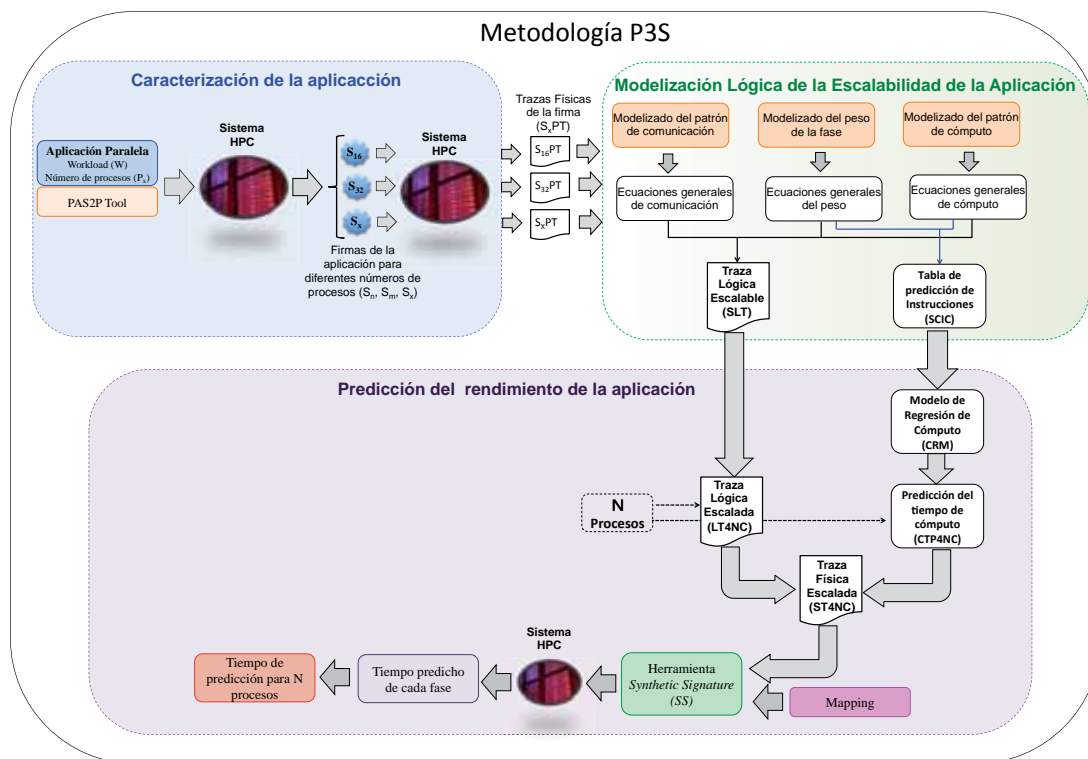 Metodología P3S
Caracterización de la aplicacción
Sistema
HPC
Sistema
HPC
Aplicación Paralela
Workload (W)
Número de procesos (Px)
PAS2P Tool
S16
S32
Sx
Firmas de la
aplicación para
diferentes números de
procesos (Sn, Sm, Sx)
Trazas Físicas
de la firma
(SxPT)
S16PT
S32PT
SxPT
Modelización Lógica de la Escalabilidad de la Aplicación
Modelizado del patrón
de comunicación
Modelizado del peso
de la fase
Modelizado del patrón
de cómputo
Ecuaciones generales
de comunicación
Ecuaciones generales
del peso
Ecuaciones generales
de cómputo
Traza
Lógica
Escalable
(SLT)
Tabla de
predicción de
Instrucciones
(SCIC)
Predicción del rendimiento de la aplicación
Modelo de
Regresión de
Cómputo
(CRM)
N
Procesos
Traza
Lógica
Escalada
(LT4NC)
Predicción del
tiempo de
cómputo
(CTP4NC)
Traza
Física
Escalada
(ST4NC)
Sistema
HPC
Tiempo de
predicción para N
procesos
Tiempo predicho
de cada fase
Herramienta
Synthetic Signature
(SS)
Mapping